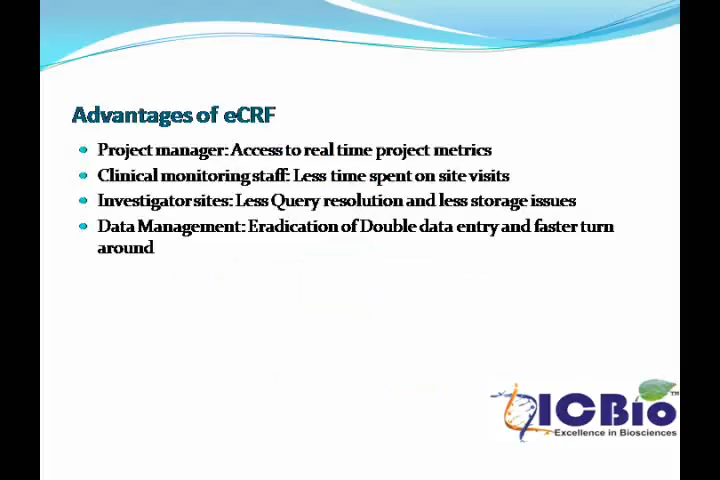 Advantages of eCRF
Project manager: Access to real time project metrics
Clinical monitoring staff: Less time spent on site visits
Investigator sites: Less Query resolution and less storage issues
Data Management: Eradication of Double data entry and faster turn
around
ICBio TM
Excellence in Biosciences